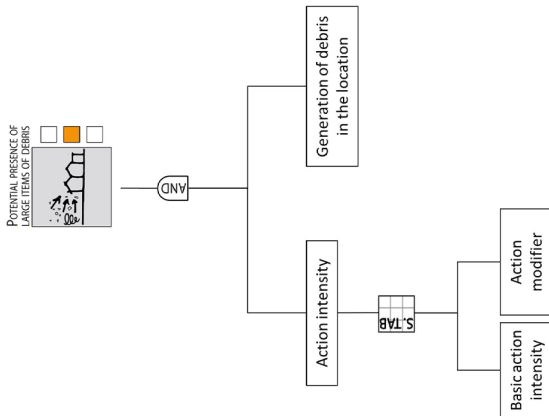 POTENTIAL PRESENCE OF
LARGE ITEMS OF DEBRIS
AND
Action intensity
Generation of debris
in the location
S.TAB
Basic action
intensity
Action
modifier